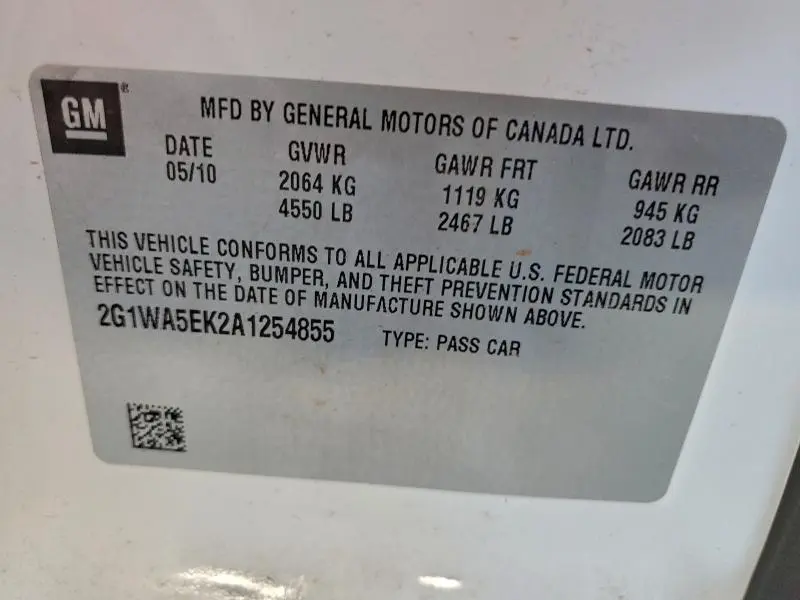 GM®
MFD BY GENERAL MOTORS OF CANADA LTD.
DATE GVWR GAWR FRT GAWR RR
05/10 2064 KG 1119 KG 945 KG
4550 LB 2467 LB 2083 LB
THIS VEHICLE CONFORMS TO ALL APPLICABLE U.S. FEDERAL MOTOR
VEHICLE SAFETY, BUMPER, AND THEFT PREVENTION STANDARDS IN
EFFECT ON THE DATE OF MANUFACTURE SHOWN ABOVE.
2G1WA5EK2A1254855 TYPE: PASS CAR